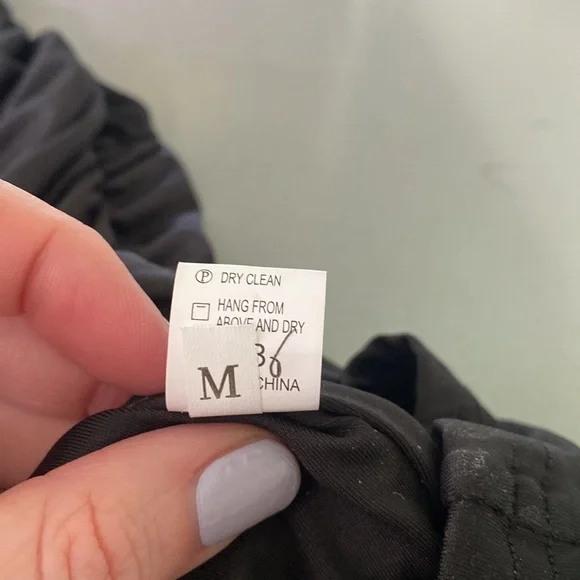 Ⓟ DRY CLEAN
HANG FROM
ABOVE AND DRY
M
CHINA